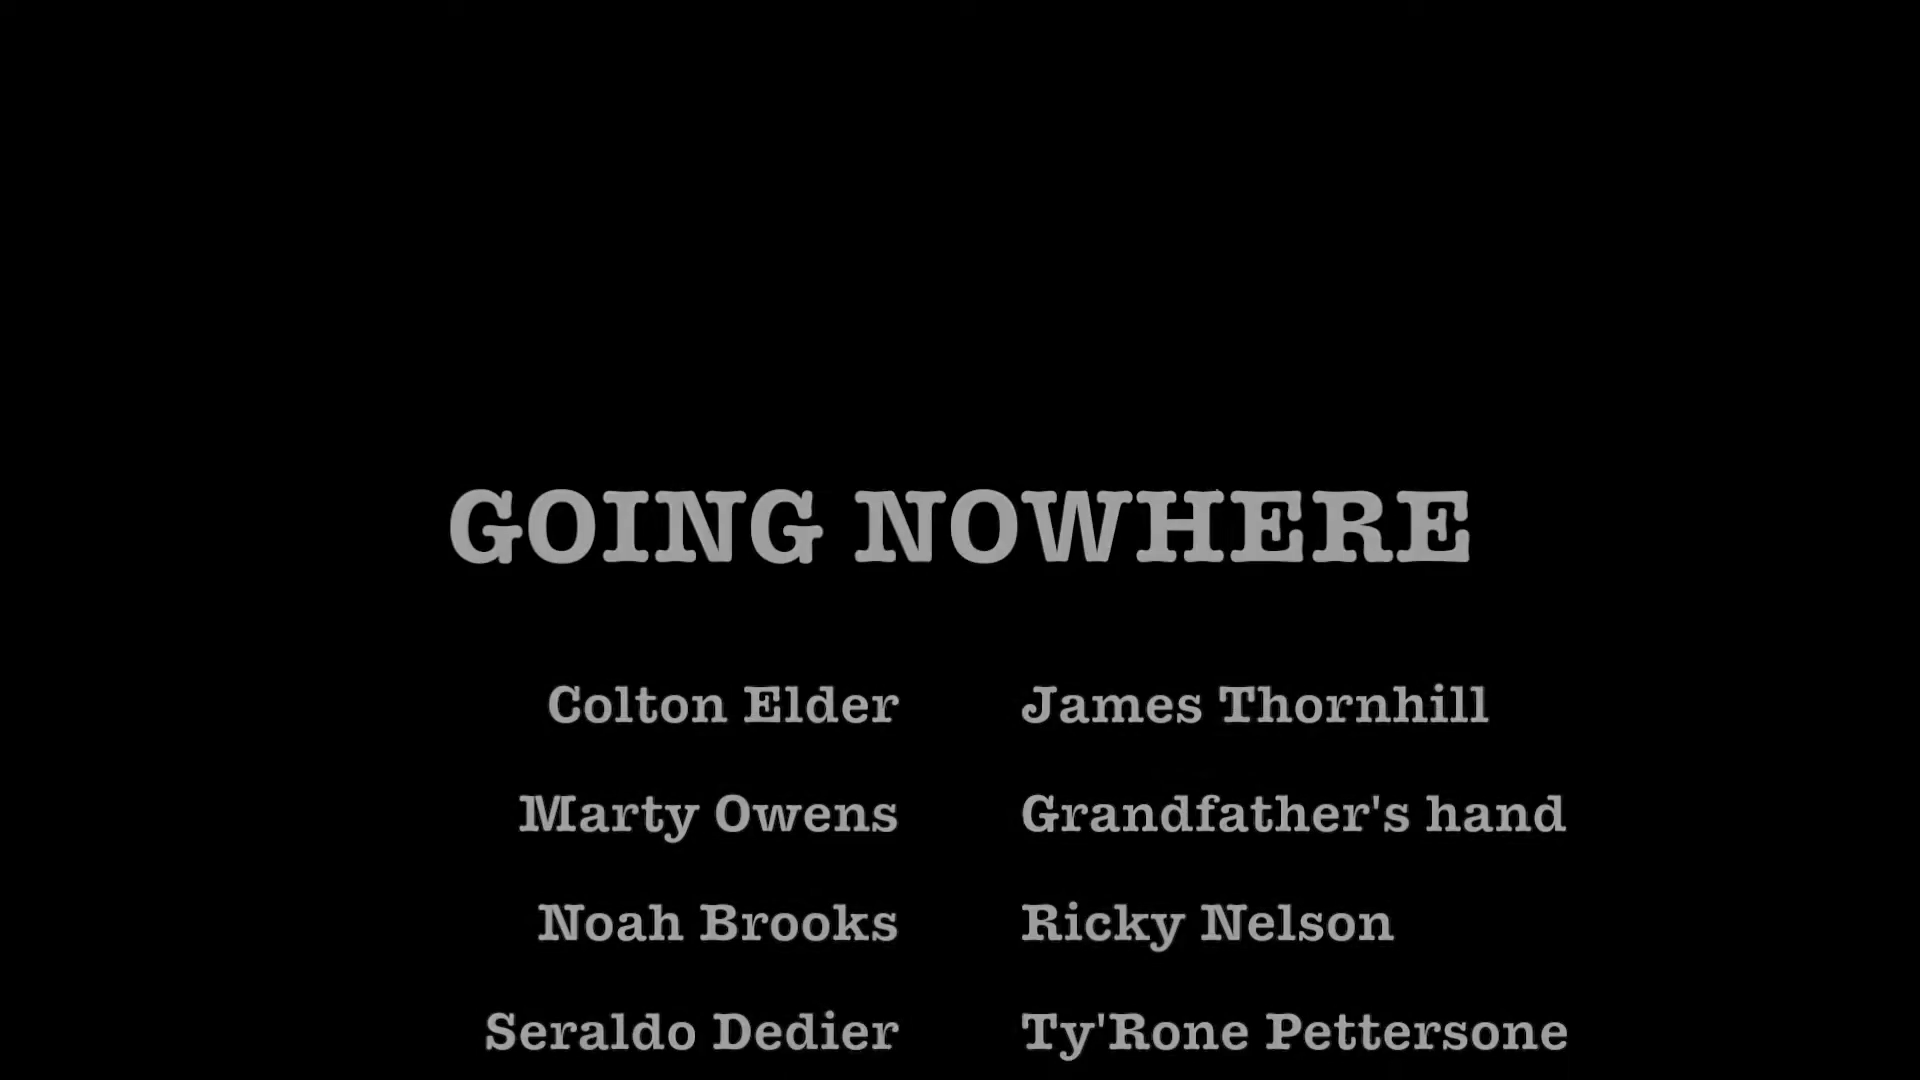 GOING NOWHERE
Colton Elder James Thornhill
Marty Owens Grandfather's hand
Noah Brooks Ricky Nelson
Seraldo Dedier Ty'Rone Pettersone